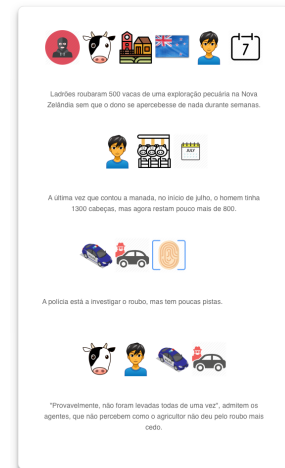 7
Ladrões roubaram 500 vacas de uma exploração pecuária na Nova
Zelândia sem que o dono se apercebesse de nada durante semanas.
JULY
A última vez que contou a manada, no início de julho, o homem tinha
1300 cabeças, mas agora restam pouco mais de 800.
A polícia está a investigar o roubo, mas tem poucas pistas.
"Provavelmente, não foram levadas todas de uma vez", admitem os
agentes, que não percebem como o agricultor não deu pelo roubo mais
cedo.